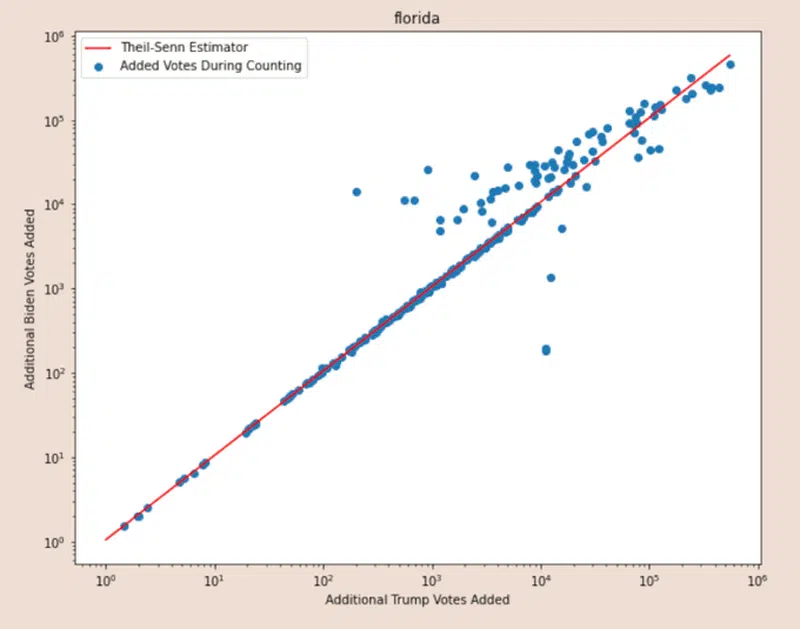 florida
Theil-Senn Estimator
Added Votes During Counting
Additional Biden Votes Added
10⁶
10⁵
10⁴
10³
10²
10¹
10⁰
10⁰ 10¹ 10² 10³ 10⁴ 10⁵ 10⁶
Additional Trump Votes Added